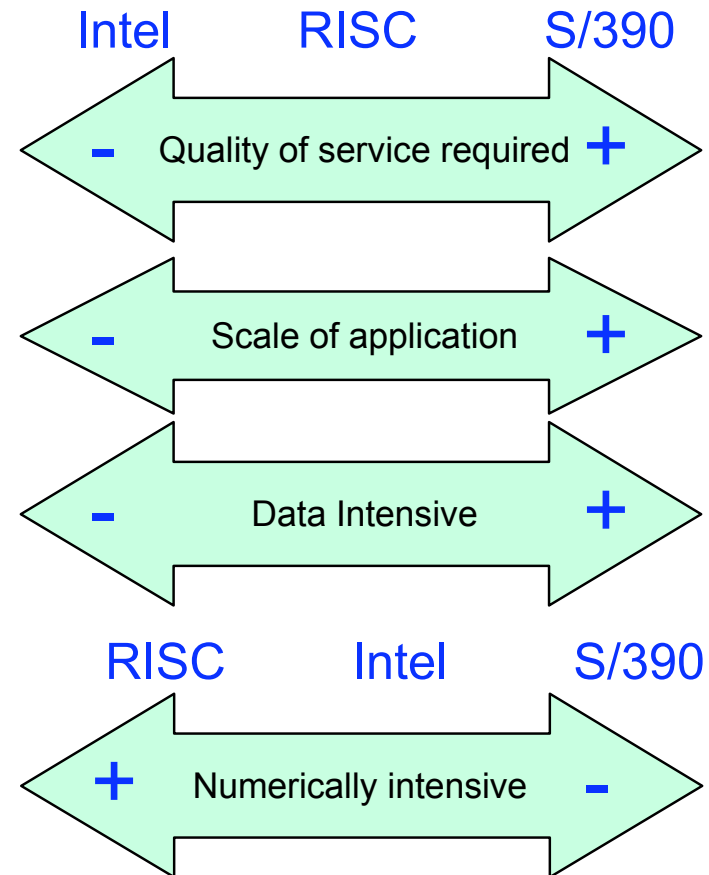 Intel RISC S/390
- Quality of service required +
- Scale of application +
- Data Intensive +
RISC Intel S/390
+ Numerically intensive -